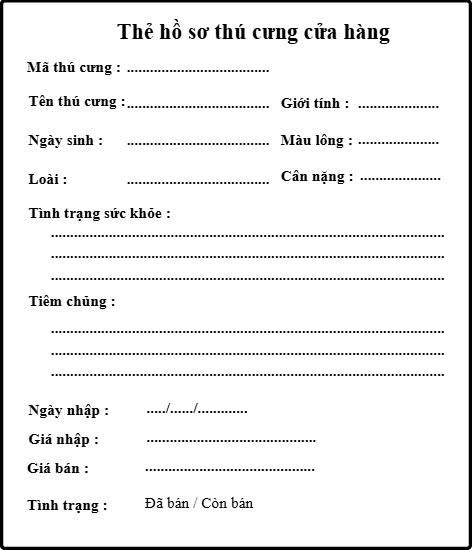 Thẻ hồ sơ thú cưng cửa hàng
Mã thú cưng : ......................................
Tên thú cưng : ...................................... Giới tính : ......................
Ngày sinh : ...................................... Màu lông : ......................
Loài : ...................................... Cân nặng : ......................
Tình trạng sức khỏe :
..........................................................................................................
..........................................................................................................
..........................................................................................................
Tiêm chủng :
..........................................................................................................
..........................................................................................................
..........................................................................................................
Ngày nhập : ...../....../.............
Giá nhập : .............................................
Giá bán : .............................................
Tình trạng : Đã bán / Còn bán